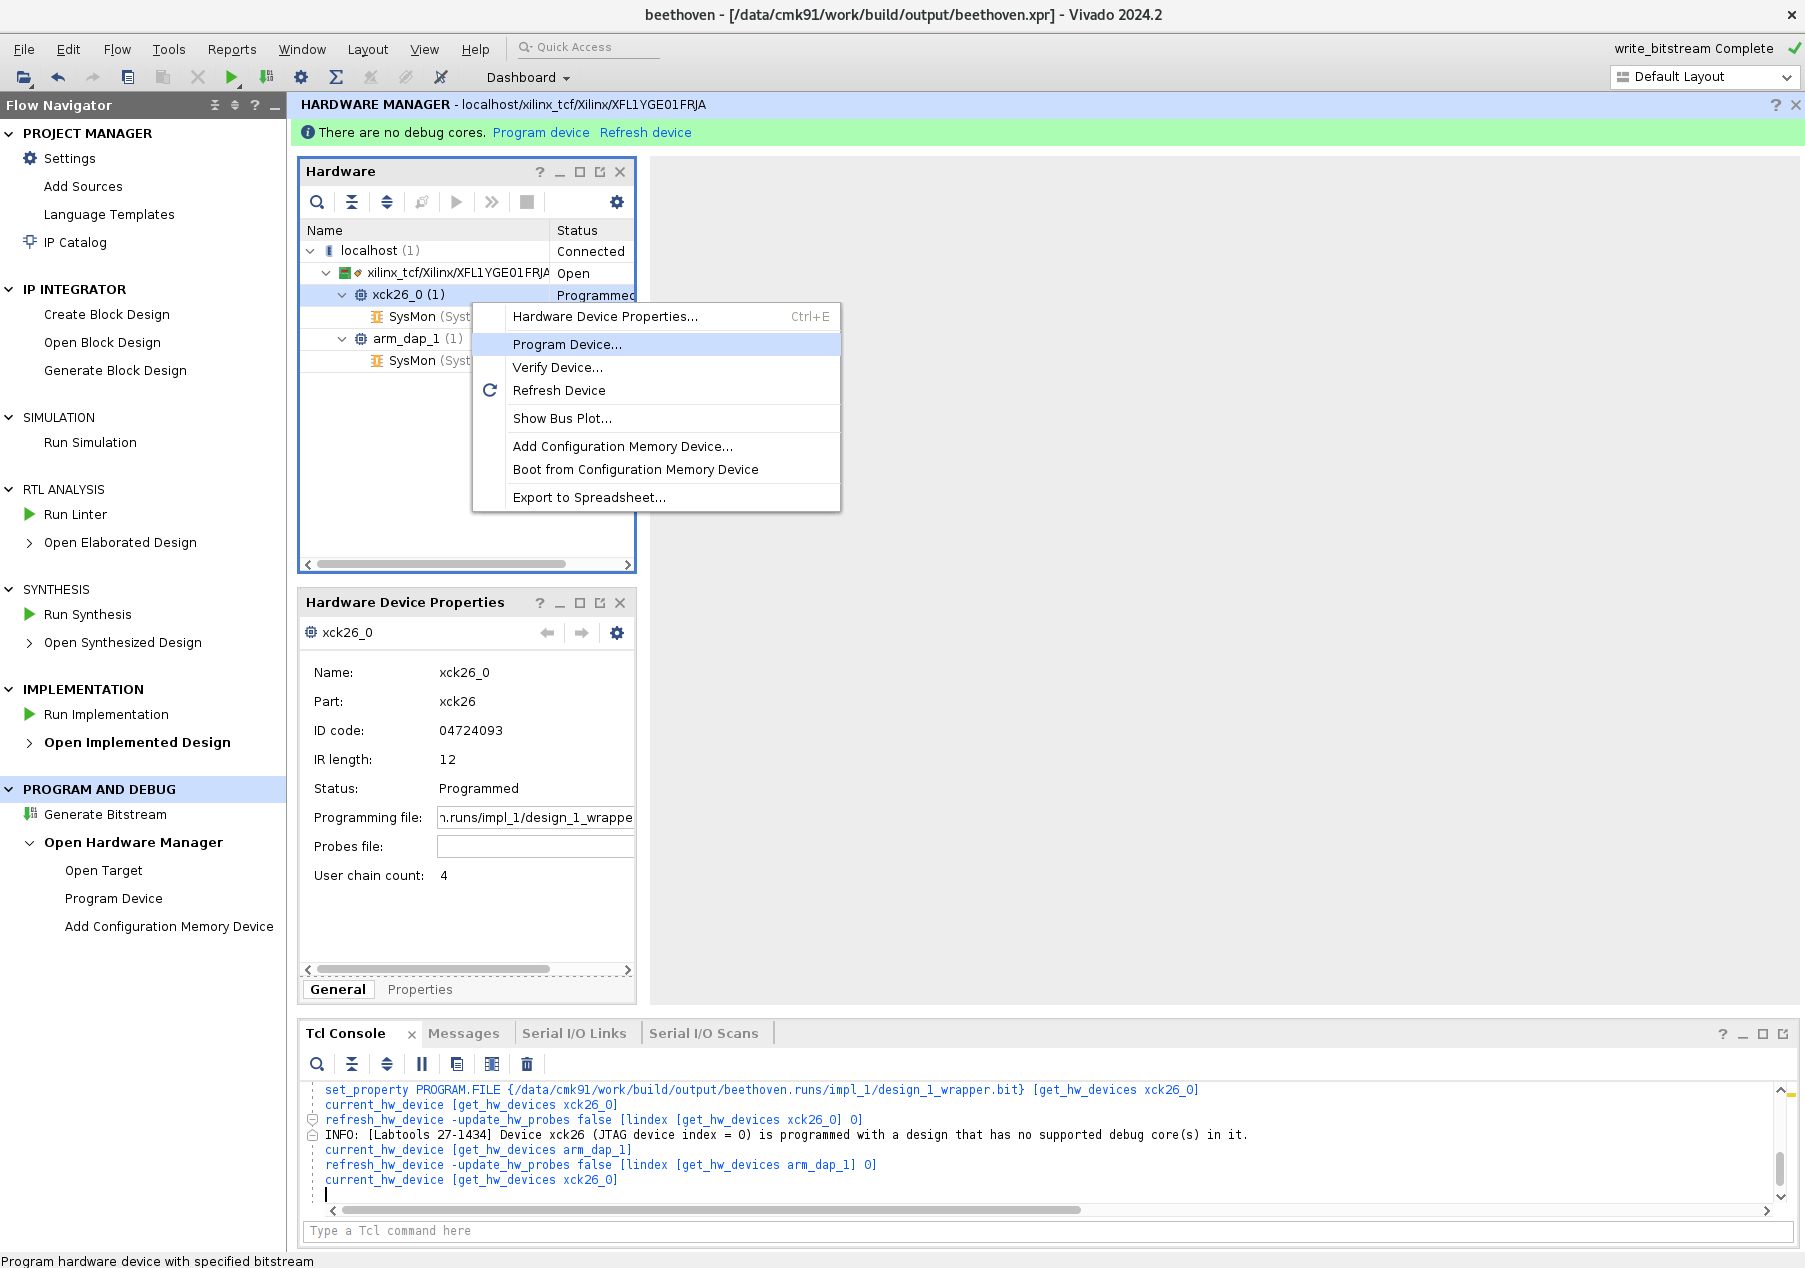 beethoven - [/data/cmk91/work/build/output/beethoven.xpr] - Vivado 2024.2
File Edit Flow Tools Reports Window Layout View Help Quick Access
write_bitstream Complete
Dashboard
Default Layout
Flow Navigator
PROJECT MANAGER
Settings
Add Sources
Language Templates
IP Catalog
IP INTEGRATOR
Create Block Design
Open Block Design
Generate Block Design
SIMULATION
Run Simulation
RTL ANALYSIS
Run Linter
Open Elaborated Design
SYNTHESIS
Run Synthesis
Open Synthesized Design
IMPLEMENTATION
Run Implementation
Open Implemented Design
PROGRAM AND DEBUG
Generate Bitstream
Open Hardware Manager
Open Target
Program Device
Add Configuration Memory Device
HARDWARE MANAGER - localhost/xilinx_tcf/Xilinx/XFL1YGE01FRJA
There are no debug cores. Program device Refresh device
Hardware
Name Status
localhost (1) Connected
xilinx_tcf/Xilinx/XFL1YGE01FRJA Open
xck26_0 (1) Programmed
SysMon (Syst
arm_dap_1 (1)
SysMon (Syst
Hardware Device Properties... Ctrl+E
Program Device...
Verify Device...
Refresh Device
Show Bus Plot...
Add Configuration Memory Device...
Boot from Configuration Memory Device
Export to Spreadsheet...
Hardware Device Properties
xck26_0
Name: xck26_0
Part: xck26
ID code: 04724093
IR length: 12
Status: Programmed
Programming file: n.runs/impl_1/design_1_wrappe
Probes file:
User chain count: 4
General Properties
Tcl Console Messages Serial I/O Links Serial I/O Scans
set_property PROGRAM.FILE {/data/cmk91/work/build/output/beethoven.runs/impl_1/design_1_wrapper.bit} [get_hw_devices xck26_0]
current_hw_device [get_hw_devices xck26_0]
refresh_hw_device -update_hw_probes false [lindex [get_hw_devices xck26_0] 0]
INFO: [Labtools 27-1434] Device xck26 (JTAG device index = 0) is programmed with a design that has no supported debug core(s) in it.
current_hw_device [get_hw_devices arm_dap_1]
refresh_hw_device -update_hw_probes false [lindex [get_hw_devices arm_dap_1] 0]
current_hw_device [get_hw_devices xck26_0]
Type a Tcl command here
Program hardware device with specified bitstream